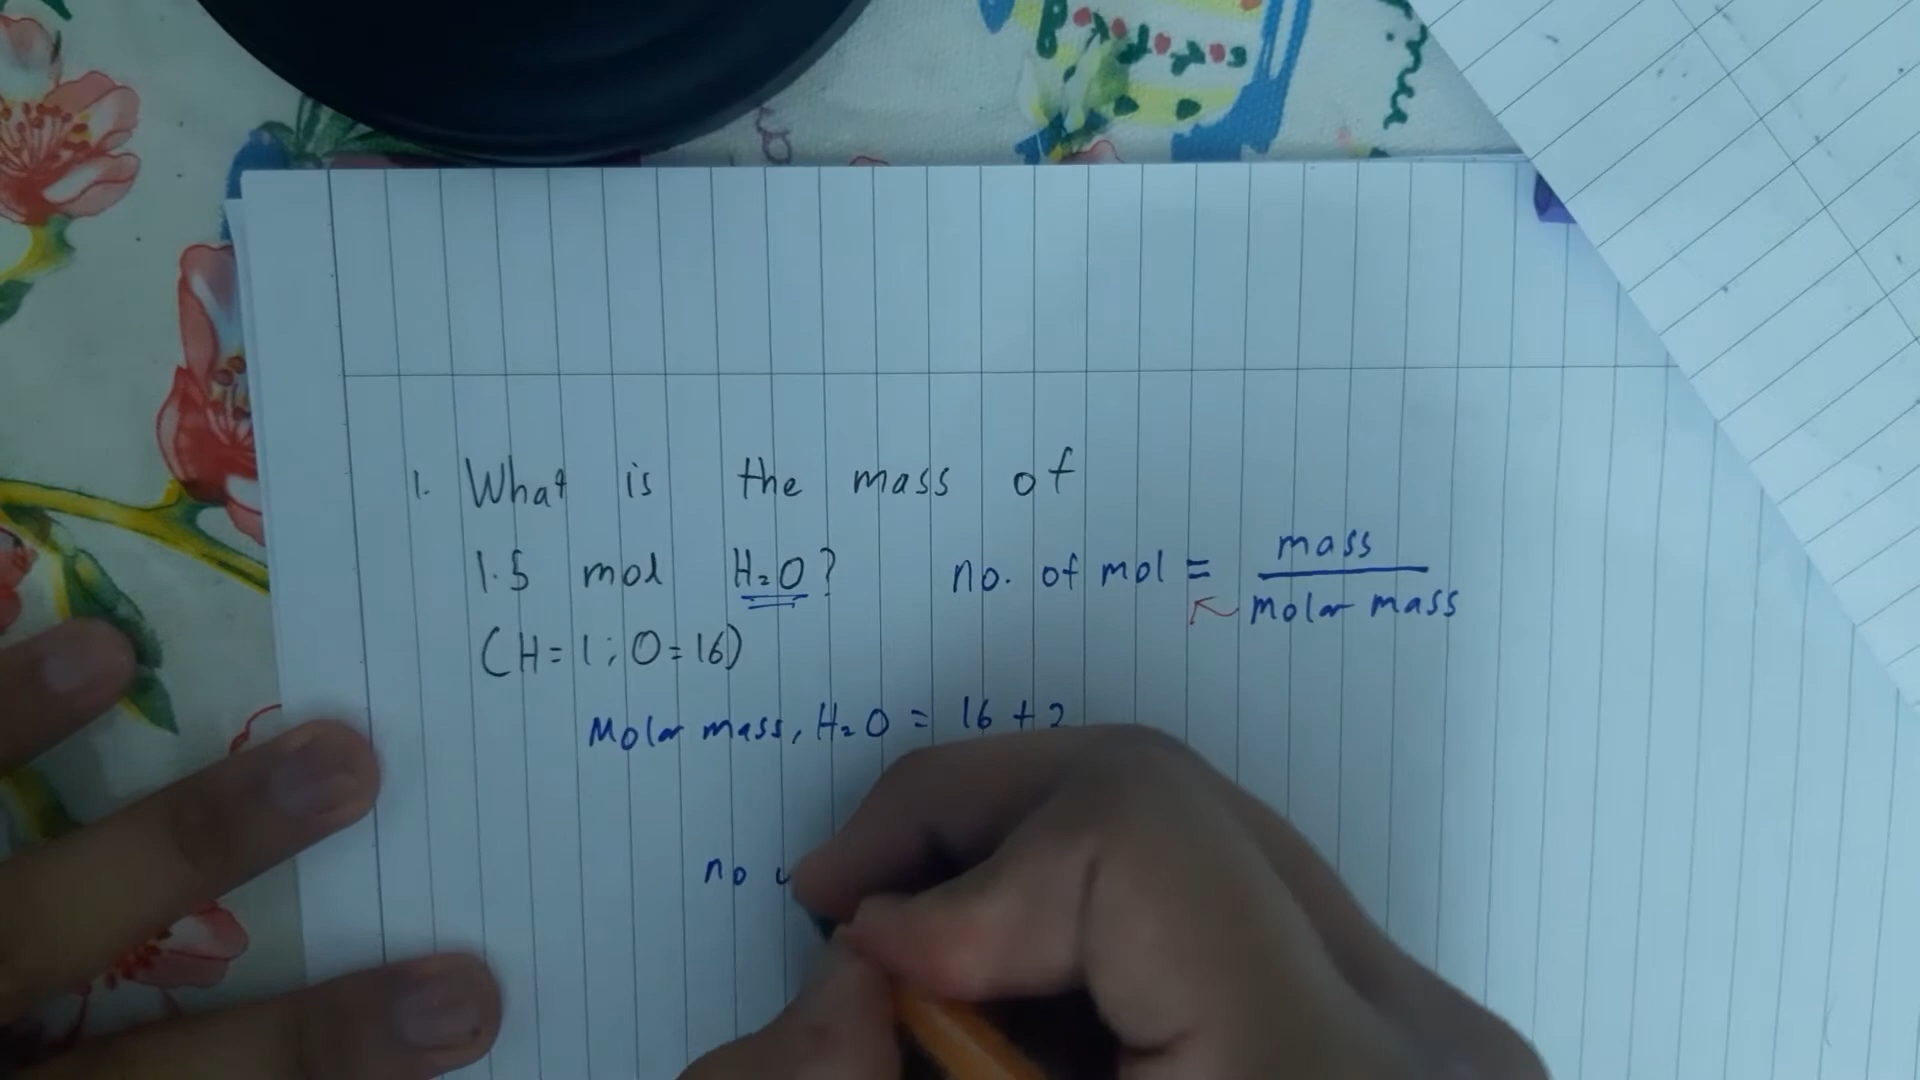 1. What is the mass of
1.5 mol H₂O?
(H=1; O=16)
no. of mol = mass
molar mass
Molar mass, H₂O = 16 + 2
no